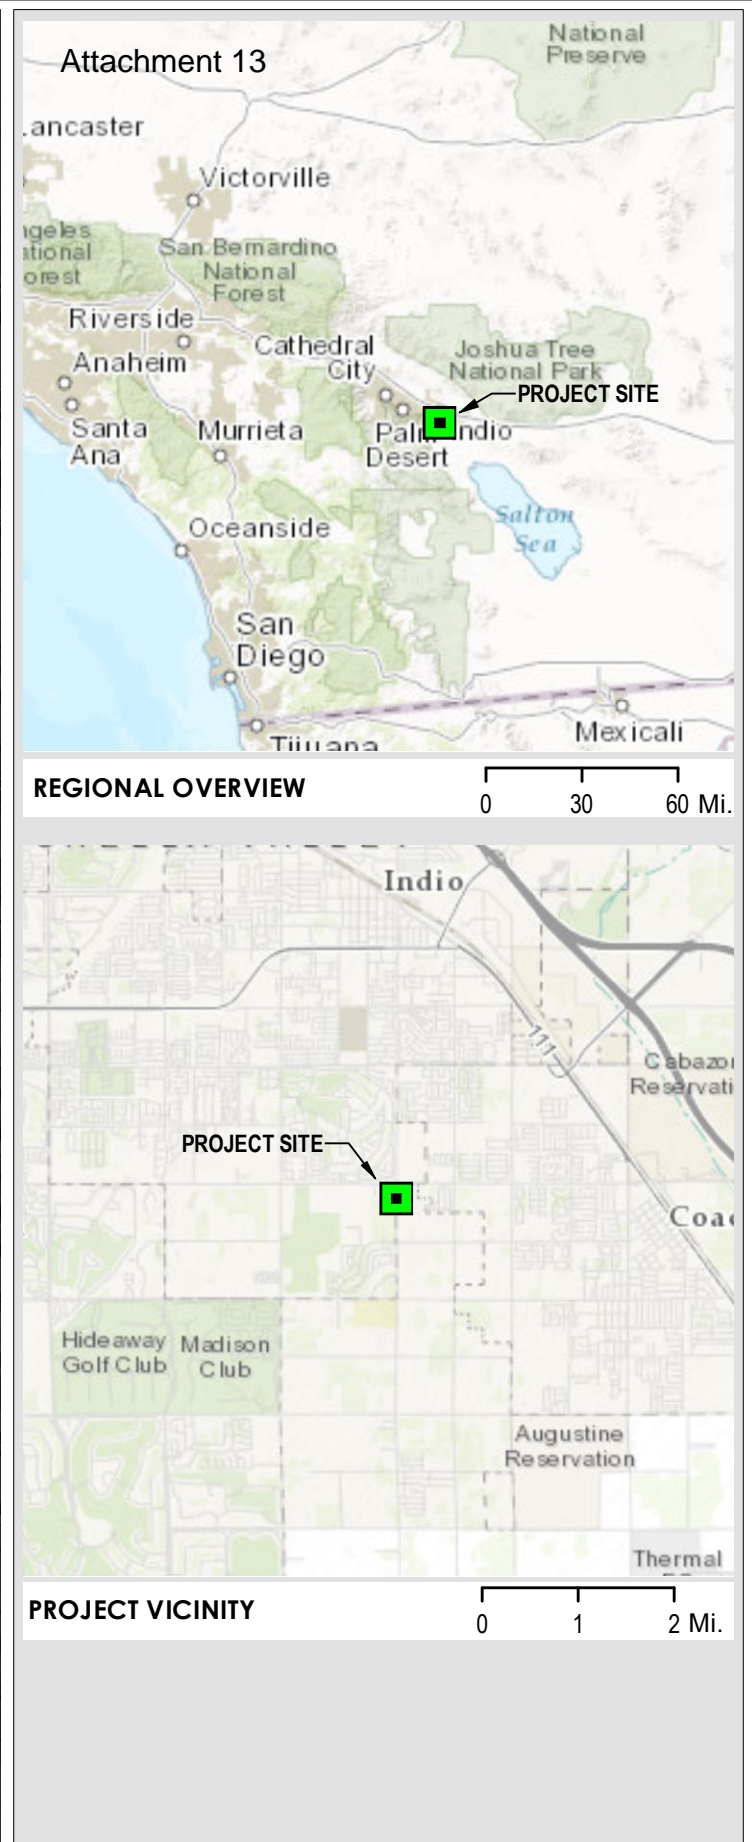 National
Preserve
Attachment 13
ancaster
Victorville
ngeles
tional
orest
San Bernardino
National
Forest
Riverside
Cathedral
City
Anaheim
Joshua Tree
National Park
PROJECT SITE
Santa
Ana
Murrieta
Palm
Desert
Indio
Oceanside
Salton
Sea
San
Diego
Mexicali
Tijuana
REGIONAL OVERVIEW
0 30 60 Mi.
Indio
111
Cabazon
Reservati
PROJECT SITE
Coac
Hideaway
Golf Club
Madison
Club
Augustine
Reservation
Thermal
PROJECT VICINITY
0 1 2 Mi.